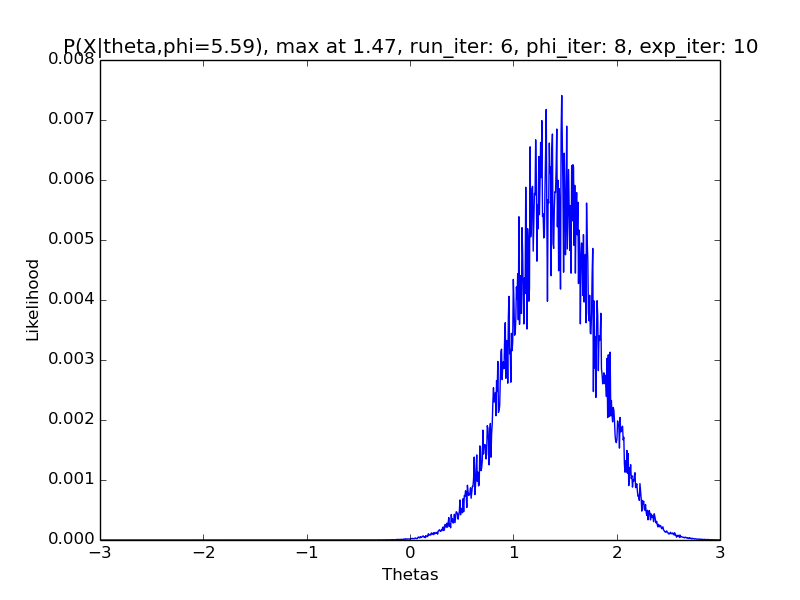 P(X|theta,phi=5.59), max at 1.47, run_iter: 6, phi_iter: 8, exp_iter: 10
0.008
0.007
0.006
0.005
0.004
0.003
0.002
0.001
0.000
Likelihood
−3 −2 −1 0 1 2 3
Thetas